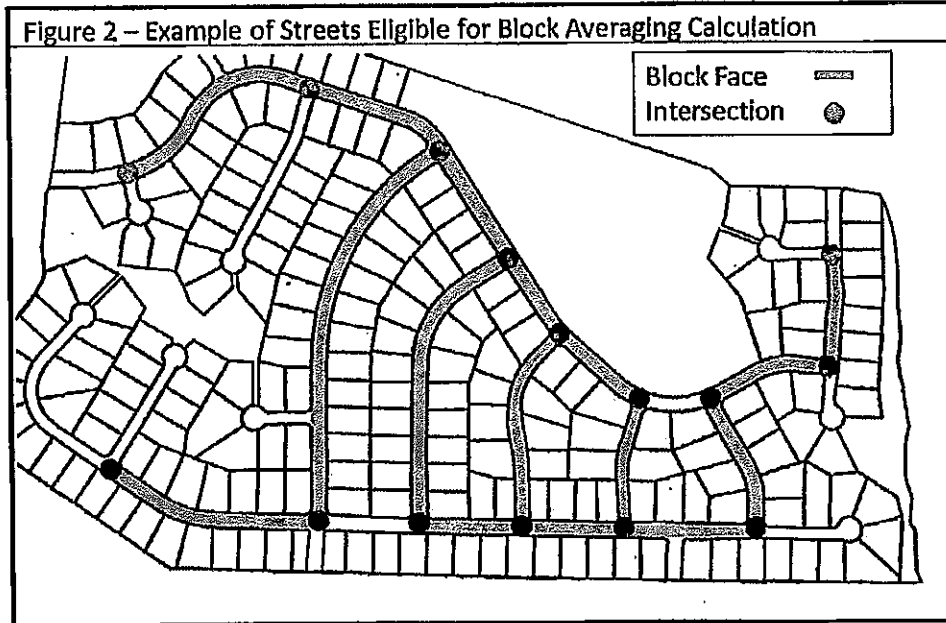 Figure 2 – Example of Streets Eligible for Block Averaging Calculation
Block Face
Intersection